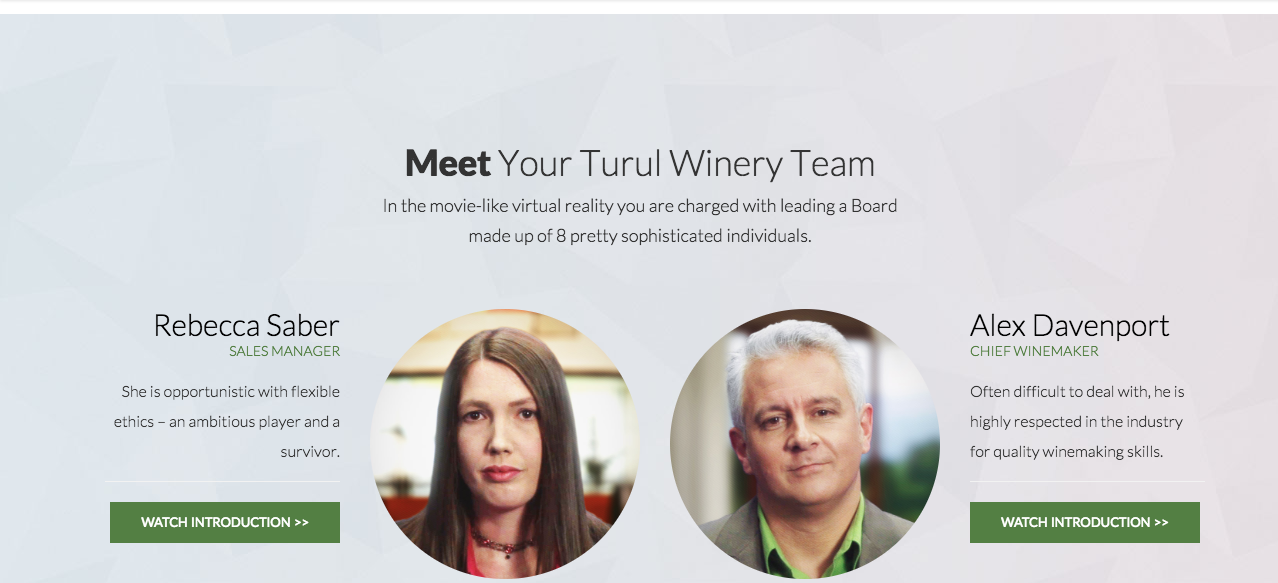 Meet Your Turul Winery Team
In the movie-like virtual reality you are charged with leading a Board
made up of 8 pretty sophisticated individuals.
Rebecca Saber
SALES MANAGER
She is opportunistic with flexible
ethics – an ambitious player and a
survivor.
WATCH INTRODUCTION >>
Alex Davenport
CHIEF WINEMAKER
Often difficult to deal with, he is
highly respected in the industry
for quality winemaking skills.
WATCH INTRODUCTION >>